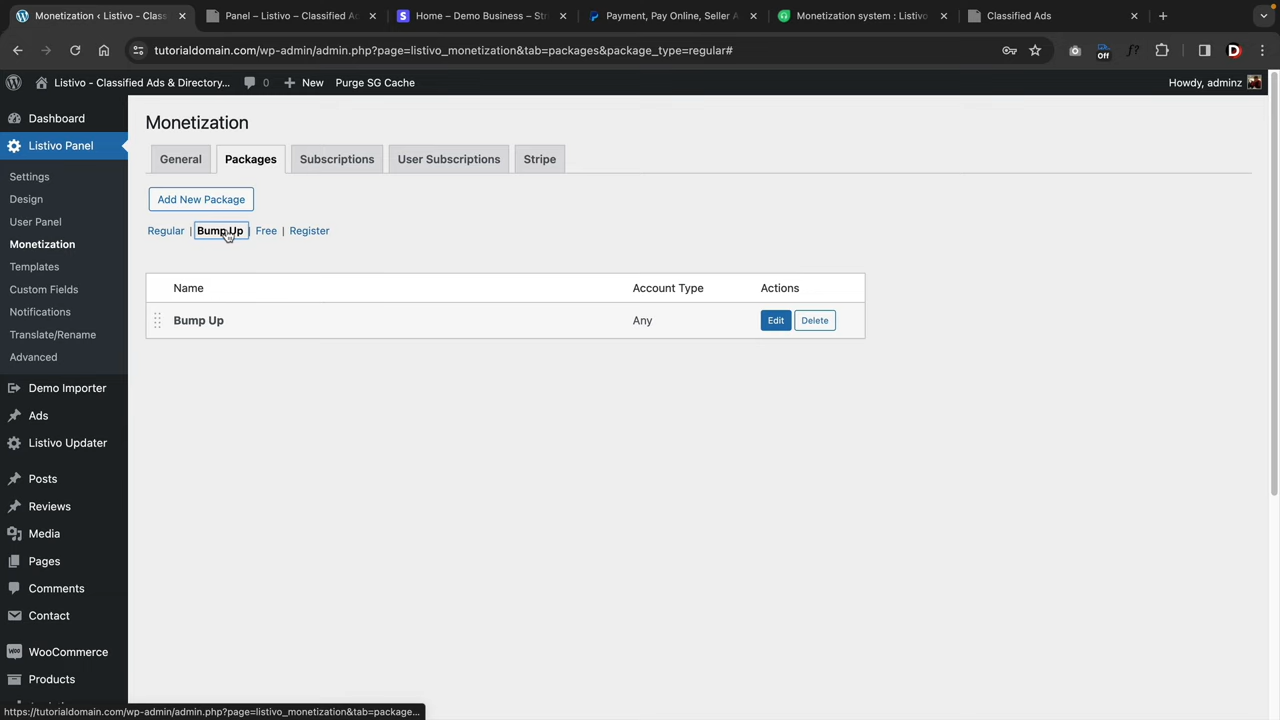 Monetization ‹ Listivo - Class
Panel – Listivo – Classified Ad
Home – Demo Business – Str
Payment, Pay Online, Seller A
Monetization system : Listivo
Classified Ads
tutorialdomain.com/wp-admin/admin.php?page=listivo_monetization&tab=packages&package_type=regular#
Off
f?
D
Listivo - Classified Ads & Directory...
0
New
Purge SG Cache
Howdy, adminz
Dashboard
Listivo Panel
Settings
Design
User Panel
Monetization
Templates
Custom Fields
Notifications
Translate/Rename
Advanced
Demo Importer
Ads
Listivo Updater
Posts
Reviews
Media
Pages
Comments
Contact
WooCommerce
Products
Monetization
General
Packages
Subscriptions
User Subscriptions
Stripe
Add New Package
Regular | Bump Up | Free | Register
Name Account Type Actions
Bump Up Any Edit Delete
https://tutorialdomain.com/wp-admin/admin.php?page=listivo_monetization&tab=package...